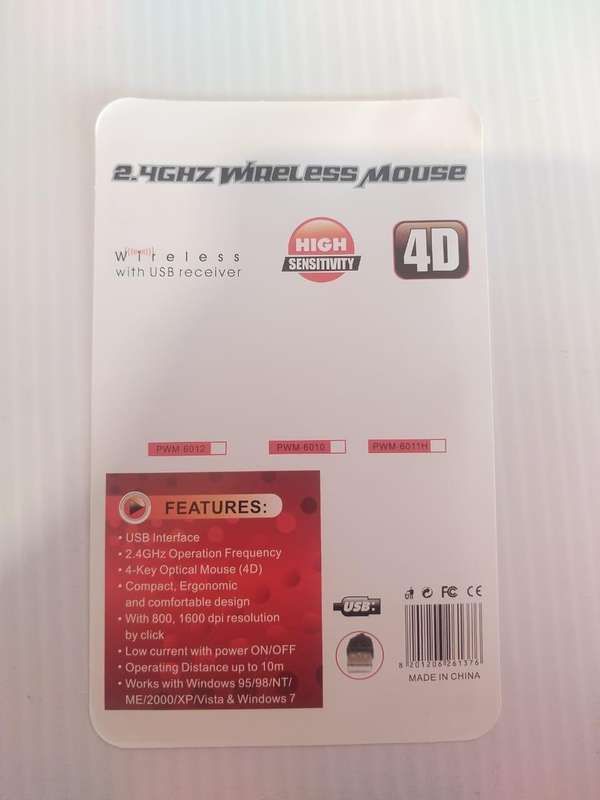 2.4GHZ WIRELESS MOUSE
Wireless
with USB receiver
HIGH
SENSITIVITY
4D
PWM-6012
PWM-6010
PWM-6011H
FEATURES:
• USB Interface
• 2.4GHz Operation Frequency
• 4-Key Optical Mouse (4D)
• Compact, Ergonomic
and comfortable design
• With 800, 1600 dpi resolution
by click
• Low current with power ON/OFF
• Operating Distance up to 10m
• Works with Windows 95/98/NT/
ME/2000/XP/Vista & Windows 7
USB:
FC CE
8 201206 261376
MADE IN CHINA